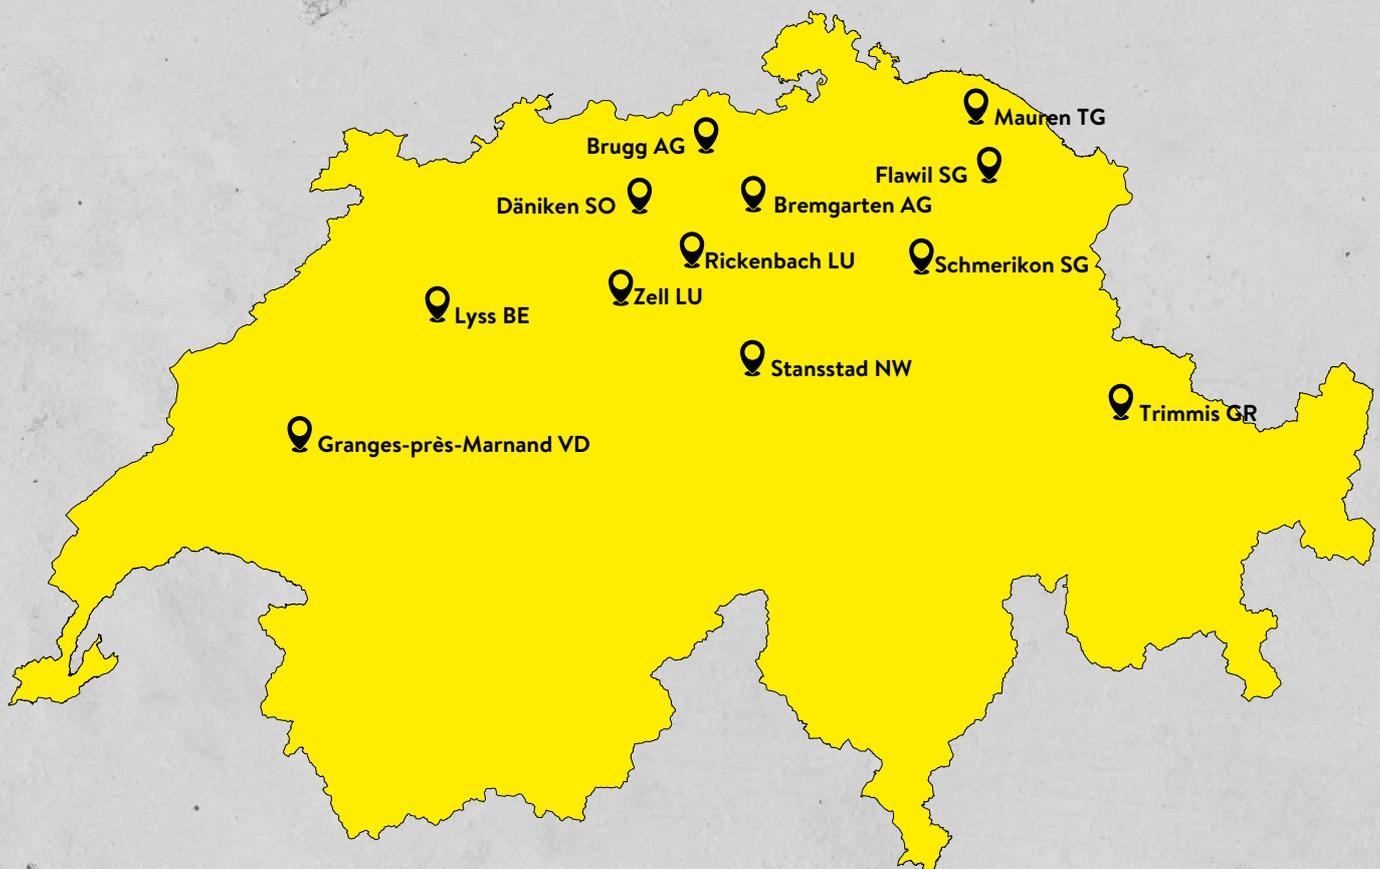 Mauren TG
Brugg AG
Flawil SG
Däniken SO
Bremgarten AG
Rickenbach LU
Schmerikon SG
Zell LU
Lyss BE
Stansstad NW
Trimmis GR
Granges-près-Marnand VD